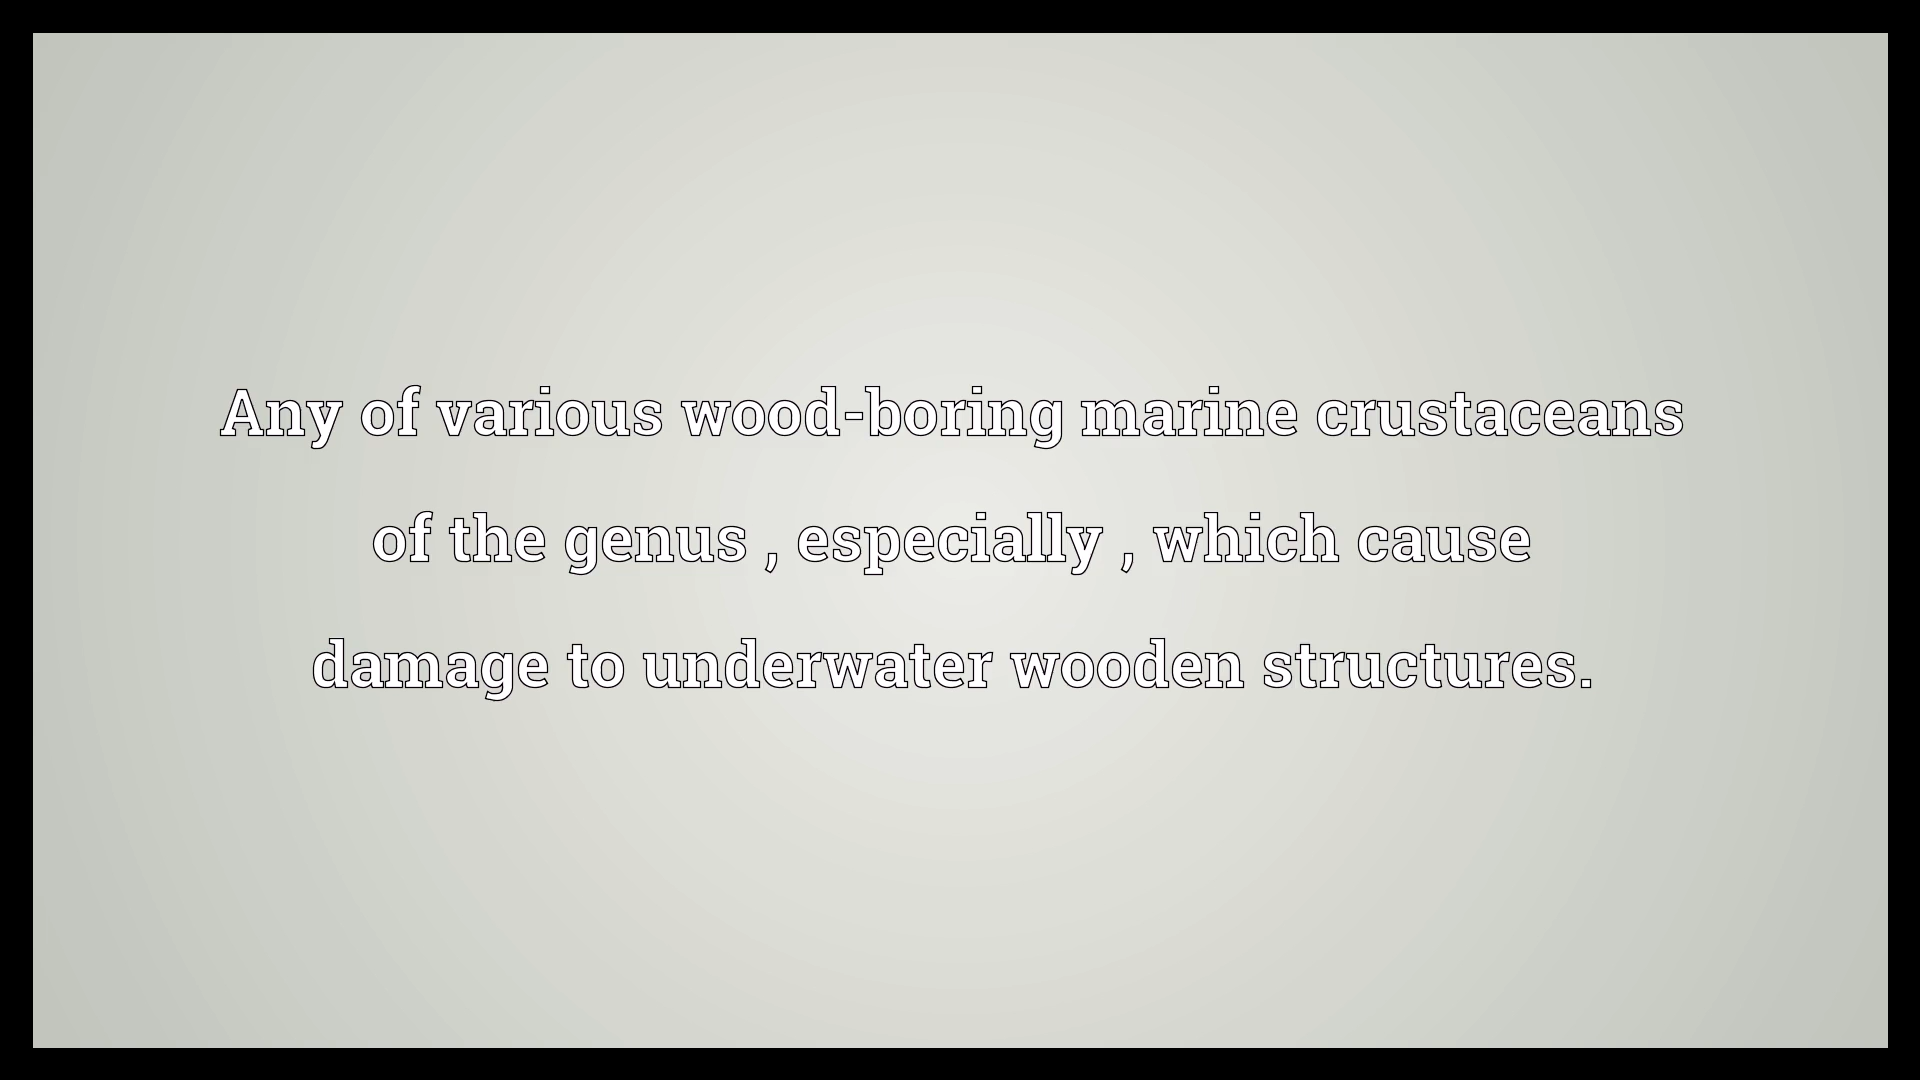 Any of various wood-boring marine crustaceans
of the genus , especially , which cause
damage to underwater wooden structures.